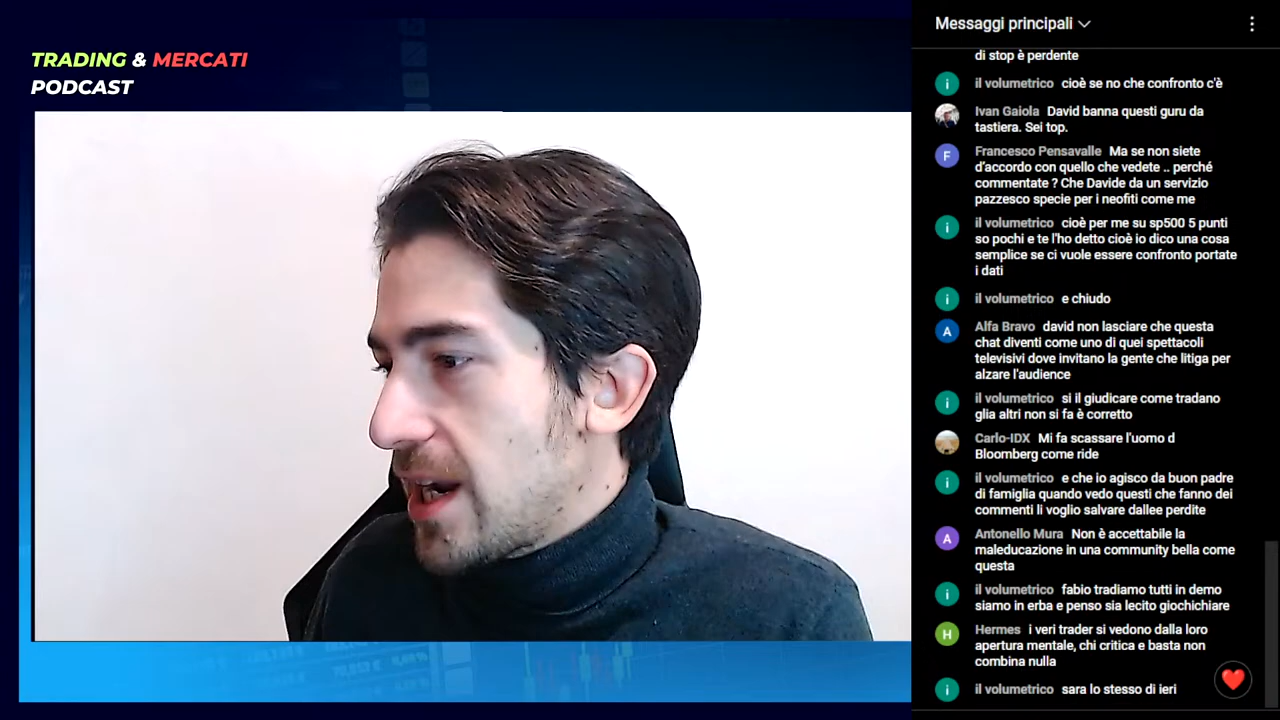 TRADING & MERCATI
PODCAST
Messaggi principali
di stop è perdente
i il volumetrico cioè se no che confronto c'è
Ivan Gaiola David banna questi guru da
tastiera. Sei top.
F Francesco Pensavalle Ma se non siete
d'accordo con quello che vedete .. perché
commentate ? Che Davide da un servizio
pazzesco specie per i neofiti come me
i il volumetrico cioè per me su sp500 5 punti
so pochi e te l'ho detto cioè io dico una cosa
semplice se ci vuole essere confronto portate
i dati
i il volumetrico e chiudo
A Alfa Bravo david non lasciare che questa
chat diventi come uno di quei spettacoli
televisivi dove invitano la gente che litiga per
alzare l'audience
i il volumetrico si il giudicare come tradano
glia altri non si fa è corretto
Carlo-IDX Mi fa scassare l'uomo d
Bloomberg come ride
i il volumetrico e che io agisco da buon padre
di famiglia quando vedo questi che fanno dei
commenti li voglio salvare dallee perdite
A Antonello Mura Non è accettabile la
maleducazione in una community bella come
questa
i il volumetrico fabio tradiamo tutti in demo
siamo in erba e penso sia lecito giochichiare
H Hermes i veri trader si vedono dalla loro
apertura mentale, chi critica e basta non
combina nulla
i il volumetrico sara lo stesso di ieri